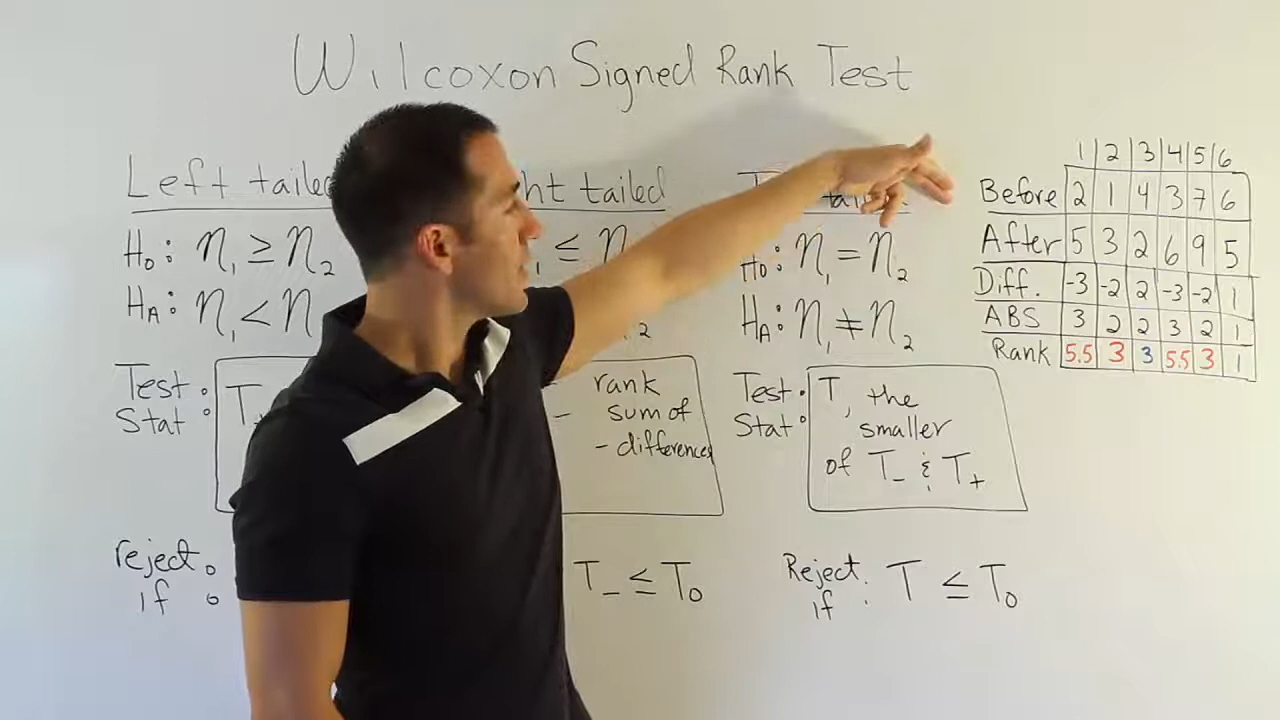 Wilcoxon Signed Rank Test
Left tailed
H₀: η₁ ≥ η₂
Hₐ: η₁ < η
Test Stat: T₊
reject if :
tailed
≤ η
₂
– rank
sum of
- differences
T₋ ≤ T₀
H₀: η₁ = η₂
Hₐ: η₁ ≠ η₂
Test Stat: T, the
smaller
of T₋ & T₊
Reject if : T ≤ T₀
1 2 3 4 5 6
Before 2 1 4 3 7 6
After 5 3 2 6 9 5
Diff. -3 -2 2 -3 -2 1
ABS 3 2 2 3 2 1
Rank 5.5 3 3 5.5 3 1